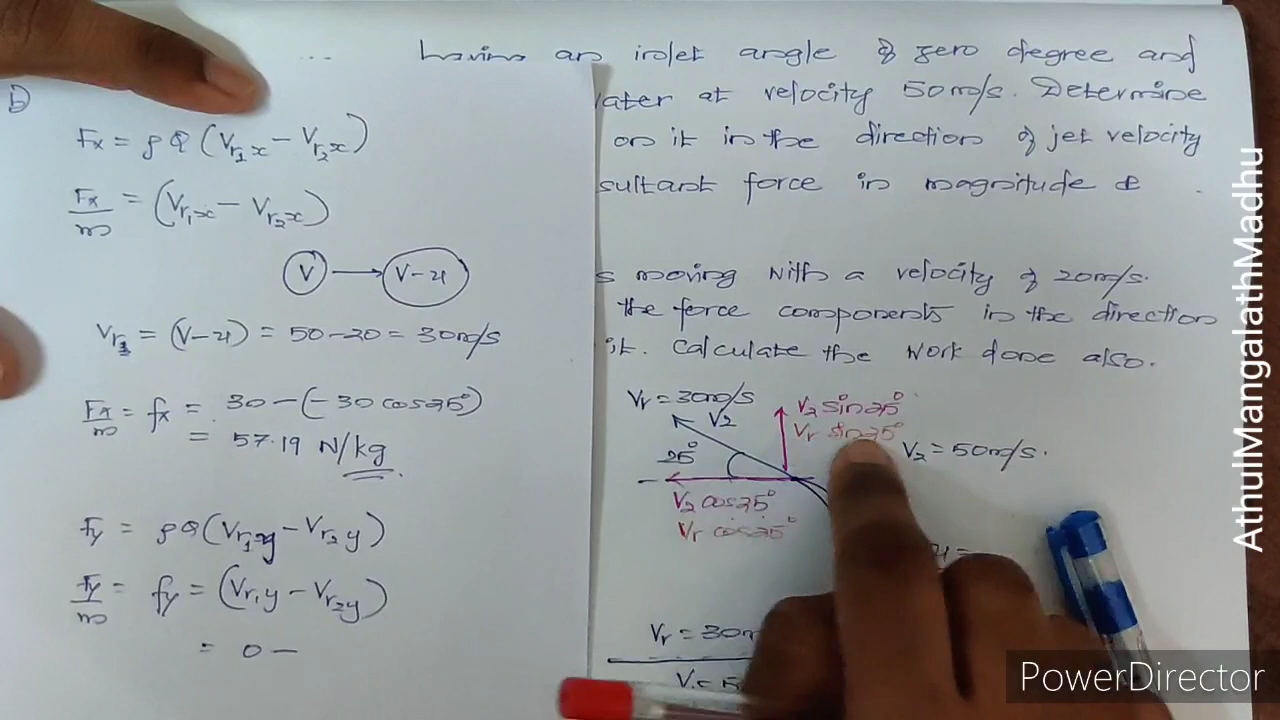 having an inlet angle of zero degree and
ater at velocity 50m/s. Determine
on it in the direction of jet velocity
sultant force in magnitude &
s moving with a velocity of 20m/s.
the force components in the direction
it. Calculate the work done also.
b)
Fx = ρQ (Vr1x - Vr2x)
Fx/m = (Vr1x - Vr2x)
V → V-u
Vr1 = (V-u) = 50-20 = 30m/s
Fx/m = fx = 30-(-30 cos25°)
= 57.19 N/kg
Fy = ρQ(Vr1y - Vr2y)
Fy/m = fy = (Vr1y - Vr2y)
= 0 -
Vr = 30m/s
V2
V2 sin25°
Vr sin25°
V2 = 50m/s.
25°
V2 cos25°
Vr cos25°
u =
Vr = 30m
AthulMangalathMadhu
PowerDirector